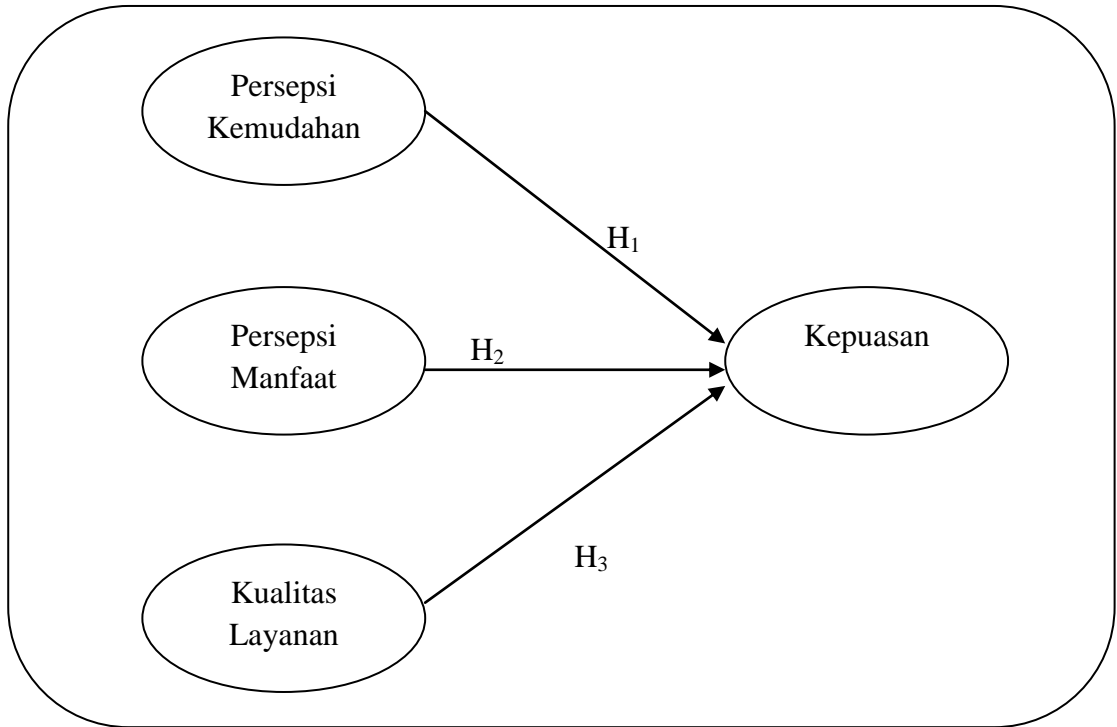 Persepsi
Kemudahan
H₁
Persepsi
Manfaat
H₂
Kepuasan
H₃
Kualitas
Layanan